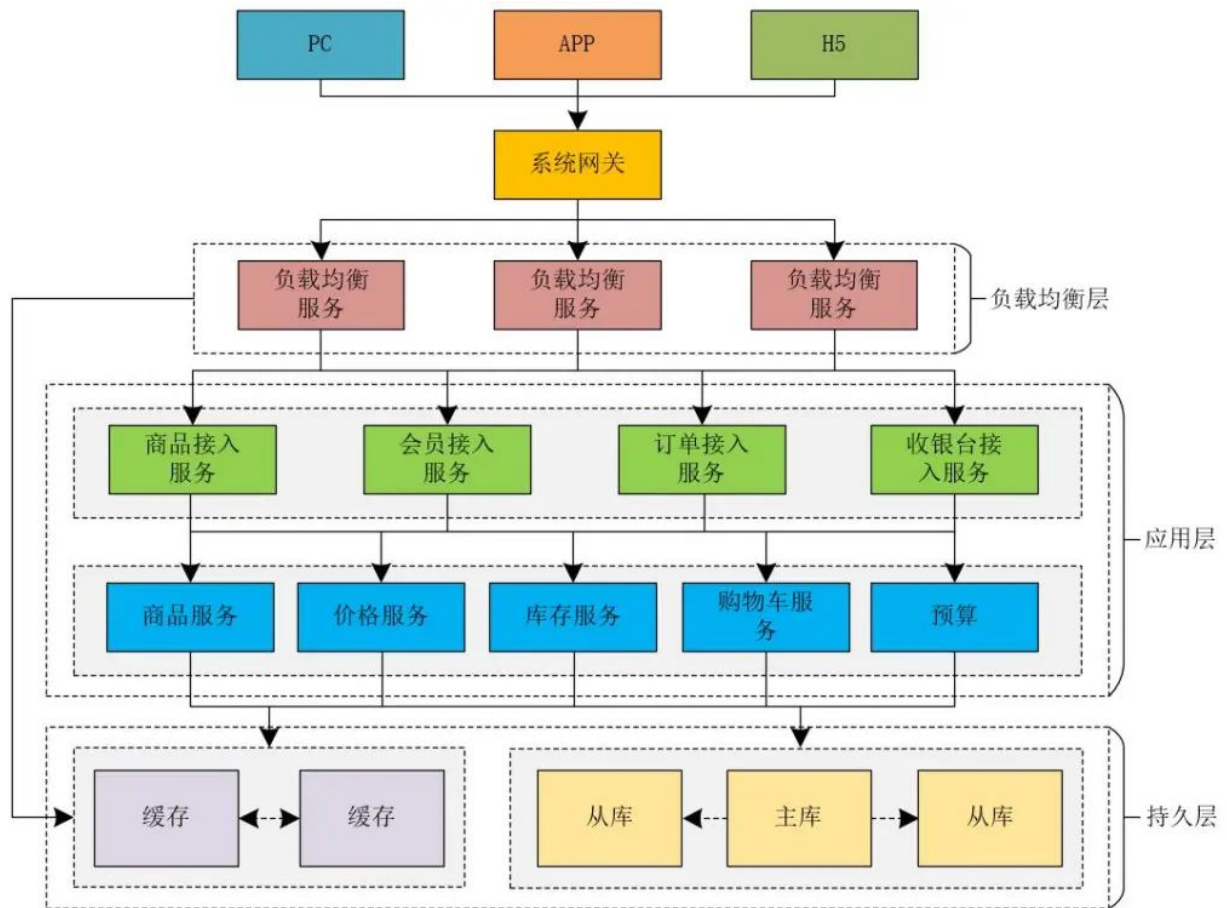 PC
APP
H5
系统网关
负载均衡
服务
负载均衡
服务
负载均衡
服务
负载均衡层
商品接入
服务
会员接入
服务
订单接入
服务
收银台接
入服务
应用层
商品服务
价格服务
库存服务
购物车服
务
预算
缓存
缓存
从库
主库
从库
持久层